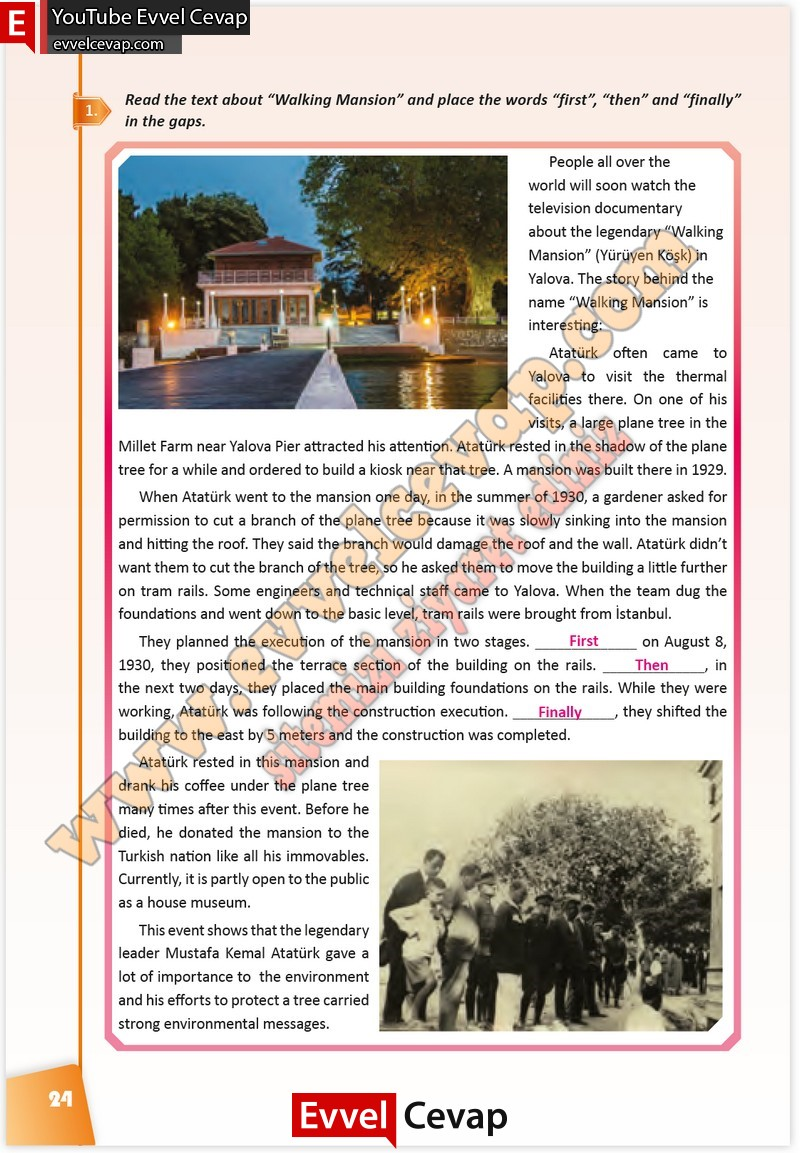 E
YouTube Evvel Cevap
evvelcevap.com
1.
Read the text about “Walking Mansion” and place the words “first”, “then” and “finally”
in the gaps.
People all over the
world will soon watch the
television documentary
about the legendary “Walking
Mansion” (Yürüyen Köşk) in
Yalova. The story behind the
name “Walking Mansion” is
interesting:
Atatürk often came to
Yalova to visit the thermal
facilities there. On one of his
visits, a large plane tree in the
Millet Farm near Yalova Pier attracted his attention. Atatürk rested in the shadow of the plane
tree for a while and ordered to build a kiosk near that tree. A mansion was built there in 1929.
When Atatürk went to the mansion one day, in the summer of 1930, a gardener asked for
permission to cut a branch of the plane tree because it was slowly sinking into the mansion
and hitting the roof. They said the branch would damage the roof and the wall. Atatürk didn’t
want them to cut the branch of the tree, so he asked them to move the building a little further
on tram rails. Some engineers and technical staff came to Yalova. When the team dug the
foundations and went down to the basic level, tram rails were brought from İstanbul.
They planned the execution of the mansion in two stages. First on August 8,
1930, they positioned the terrace section of the building on the rails. Then, in
the next two days, they placed the main building foundations on the rails. While they were
working, Atatürk was following the construction execution. Finally, they shifted the
building to the east by 5 meters and the construction was completed.
Atatürk rested in this mansion and
drank his coffee under the plane tree
many times after this event. Before he
died, he donated the mansion to the
Turkish nation like all his immovables.
Currently, it is partly open to the public
as a house museum.
This event shows that the legendary
leader Mustafa Kemal Atatürk gave a
lot of importance to the environment
and his efforts to protect a tree carried
strong environmental messages.
www.evvelcevap.com
sitemizi ziyaret ediniz
24
Evvel Cevap